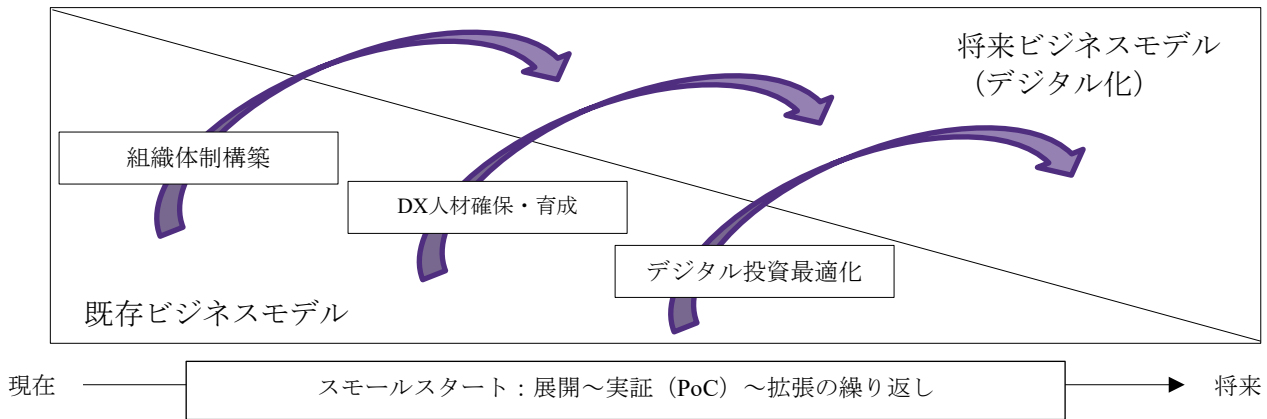 将来ビジネスモデル
（デジタル化）
組織体制構築
DX人材確保・育成
デジタル投資最適化
既存ビジネスモデル
現在
スモールスタート：展開～実証（PoC）～拡張の繰り返し
将来